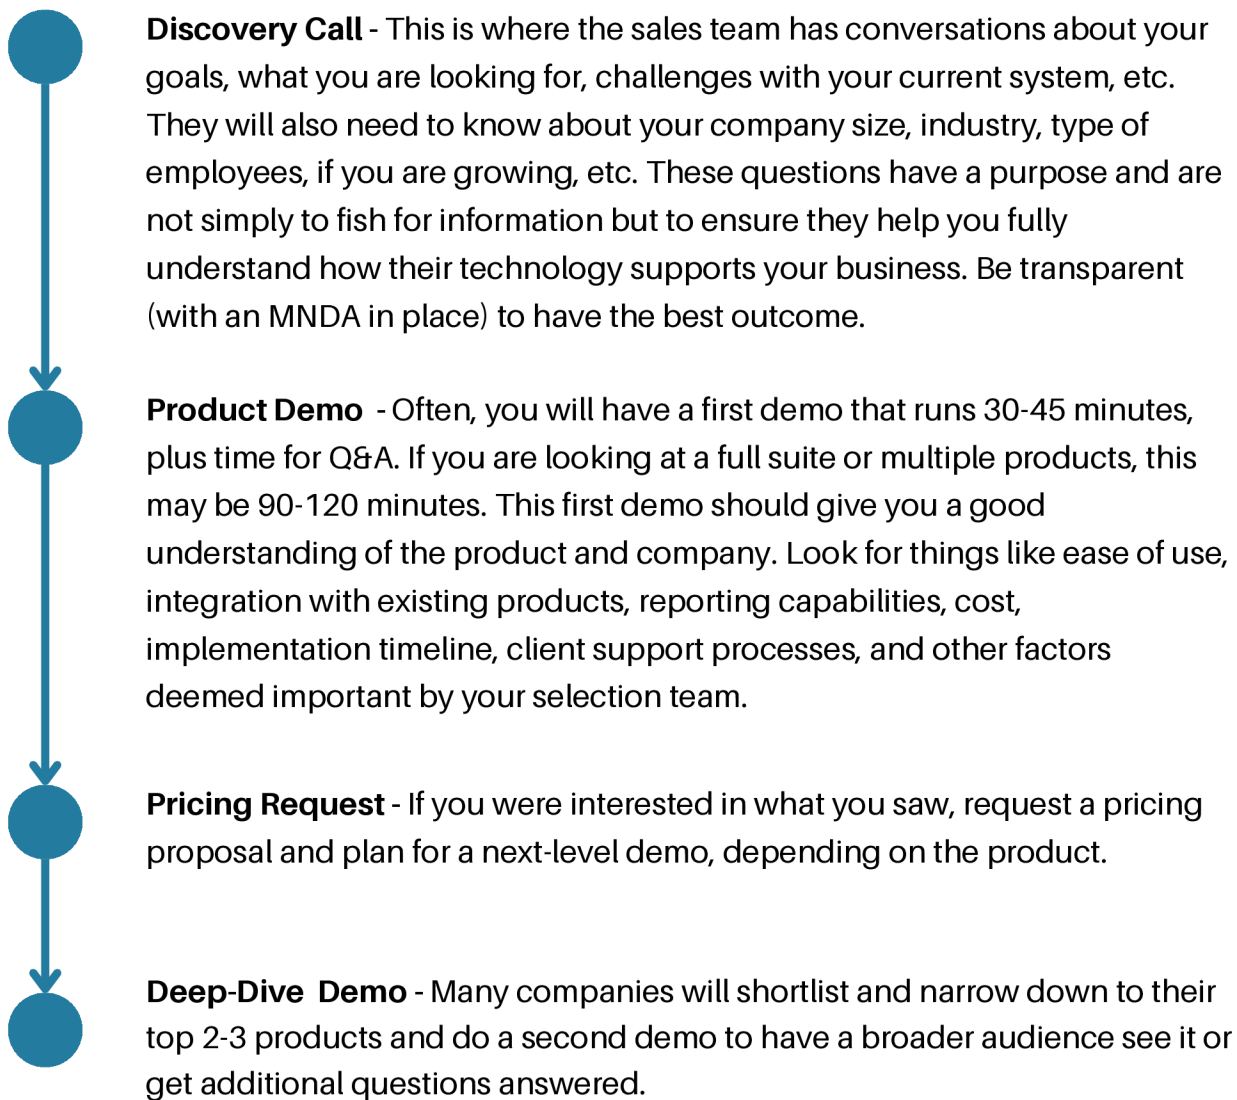 Discovery Call - This is where the sales team has conversations about your
goals, what you are looking for, challenges with your current system, etc.
They will also need to know about your company size, industry, type of
employees, if you are growing, etc. These questions have a purpose and are
not simply to fish for information but to ensure they help you fully
understand how their technology supports your business. Be transparent
(with an MNDA in place) to have the best outcome.
Product Demo - Often, you will have a first demo that runs 30-45 minutes,
plus time for Q&A. If you are looking at a full suite or multiple products, this
may be 90-120 minutes. This first demo should give you a good
understanding of the product and company. Look for things like ease of use,
integration with existing products, reporting capabilities, cost,
implementation timeline, client support processes, and other factors
deemed important by your selection team.
Pricing Request - If you were interested in what you saw, request a pricing
proposal and plan for a next-level demo, depending on the product.
Deep-Dive Demo - Many companies will shortlist and narrow down to their
top 2-3 products and do a second demo to have a broader audience see it or
get additional questions answered.